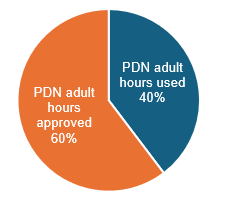 PDN adult
hours used
40%
PDN adult
hours
approved
60%